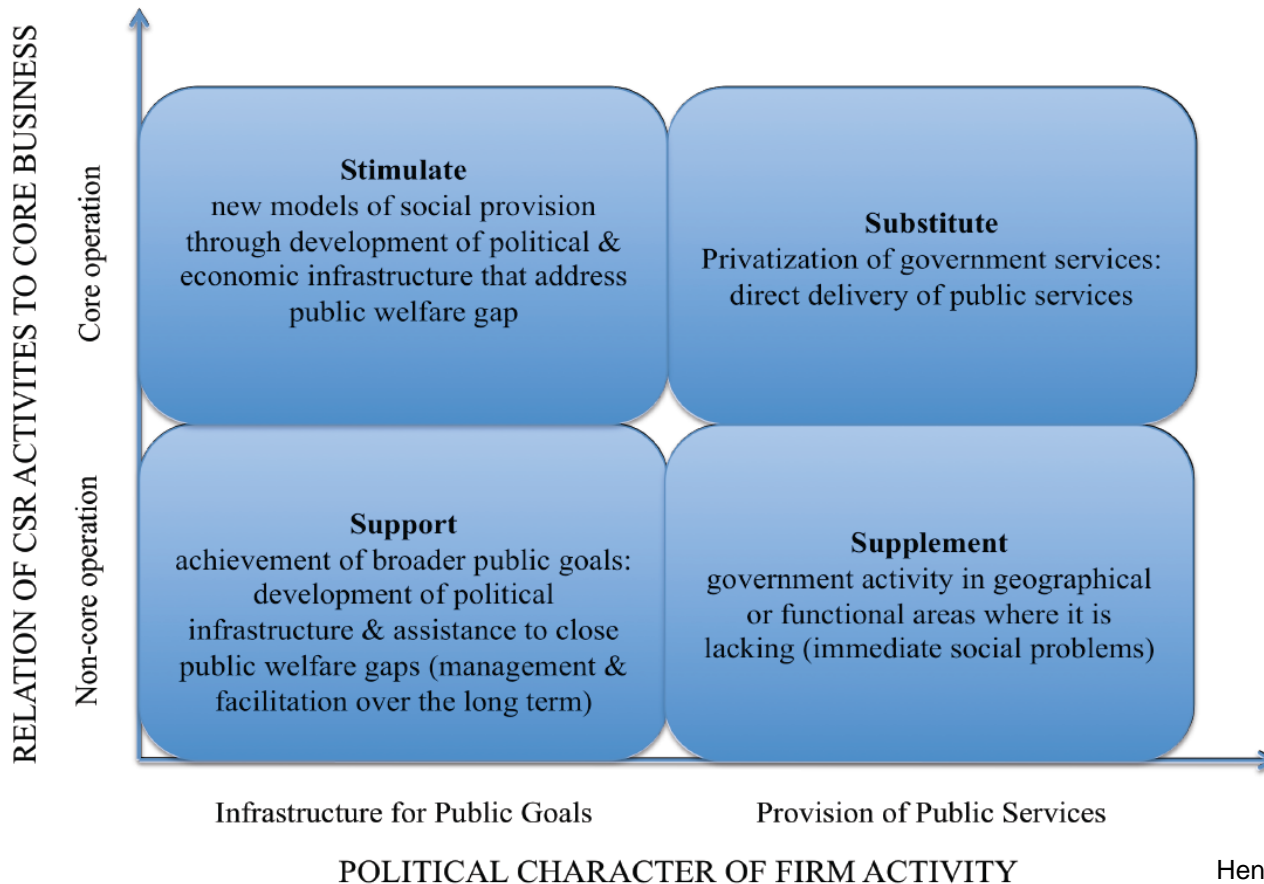 RELATION OF CSR ACTIVITES TO CORE BUSINESS
Core operation
Non-core operation
Stimulate
new models of social provision
through development of political &
economic infrastructure that address
public welfare gap
Substitute
Privatization of government services:
direct delivery of public services
Support
achievement of broader public goals:
development of political
infrastructure & assistance to close
public welfare gaps (management &
facilitation over the long term)
Supplement
government activity in geographical
or functional areas where it is
lacking (immediate social problems)
Infrastructure for Public Goals
Provision of Public Services
POLITICAL CHARACTER OF FIRM ACTIVITY
Hen